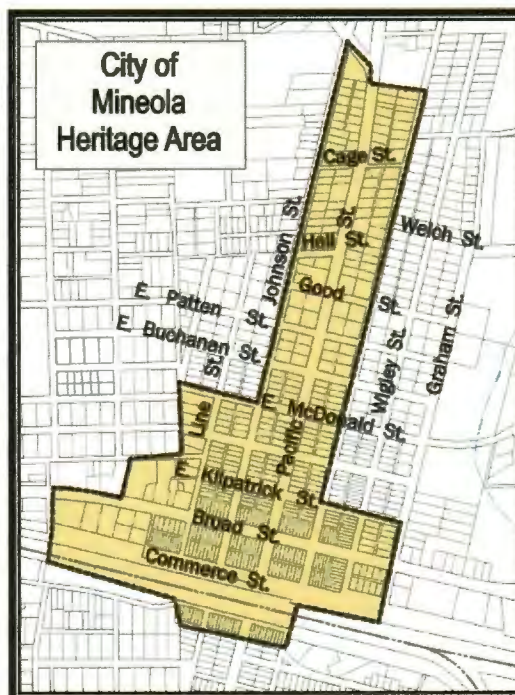 City of
Mineola
Heritage Area
Cage St.
Johnson St.
Hall St.
Welch St.
Good St.
E. Patten St.
E. Buchanan St.
Wigley St.
Graham St.
Line St.
E. McDonald St.
Pacific St.
E. Kilpatrick St.
Broad St.
Commerce St.